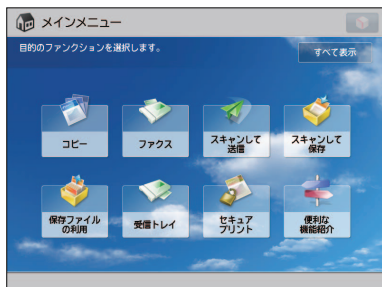 メインメニュー
目的のファンクションを選択します。
すべて表示
コピー
ファクス
スキャンして
送信
スキャンして
保存
保存ファイル
の利用
受信トレイ
セキュア
プリント
便利な
機能紹介